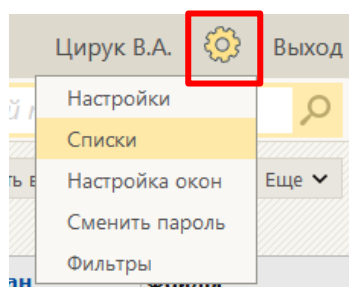 Цирук В.А. Выход
Настройки
Списки
Настройка окон Еще
Сменить пароль
Фильтры